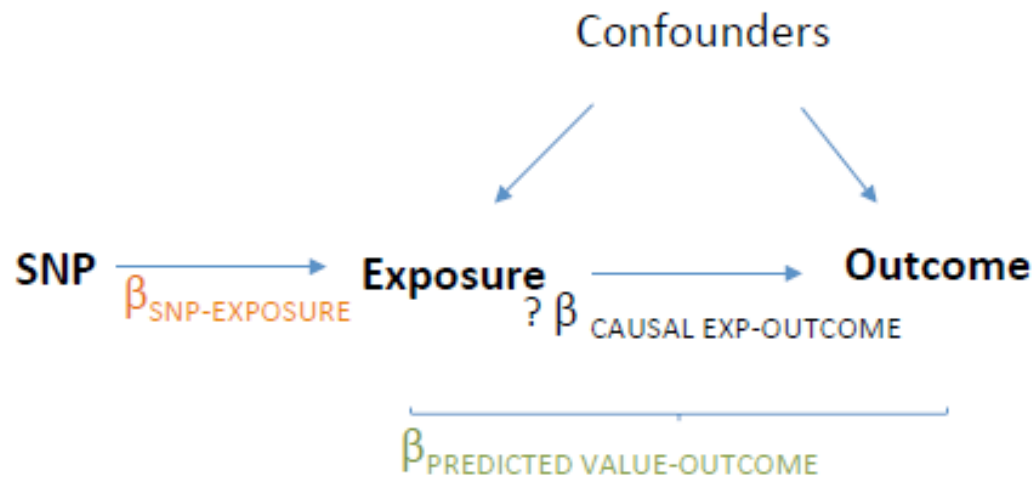 Confounders
SNP
Exposure
Outcome
βSNP-EXPOSURE
? β CAUSAL EXP-OUTCOME
βPREDICTED VALUE-OUTCOME